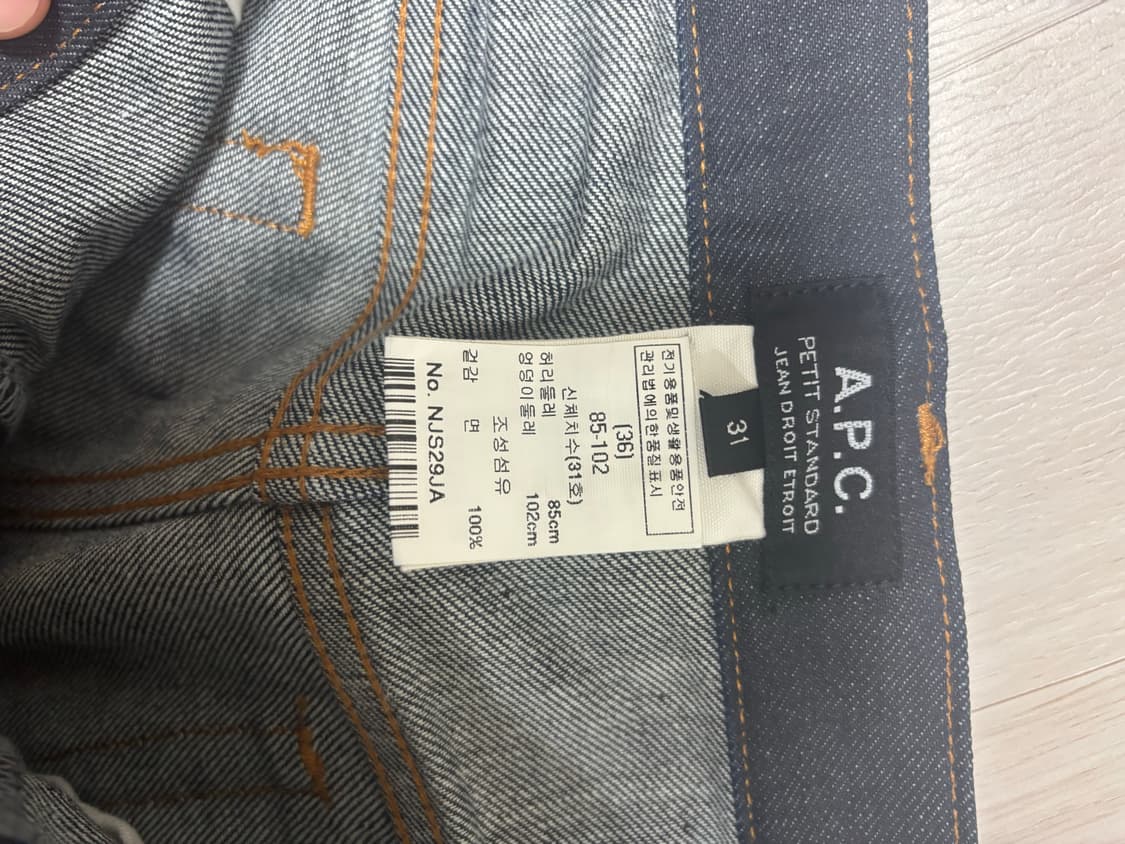 A.P.C.
PETIT STANDARD
JEAN DROIT ETROIT
31
전기용품및생활용품안전
관리법에의한품질표시
(36)
85-102
신체치수(31호)
허리둘레 85cm
엉덩이둘레 102cm
조성섬유
겉감 면 100%
No. NJS29JA